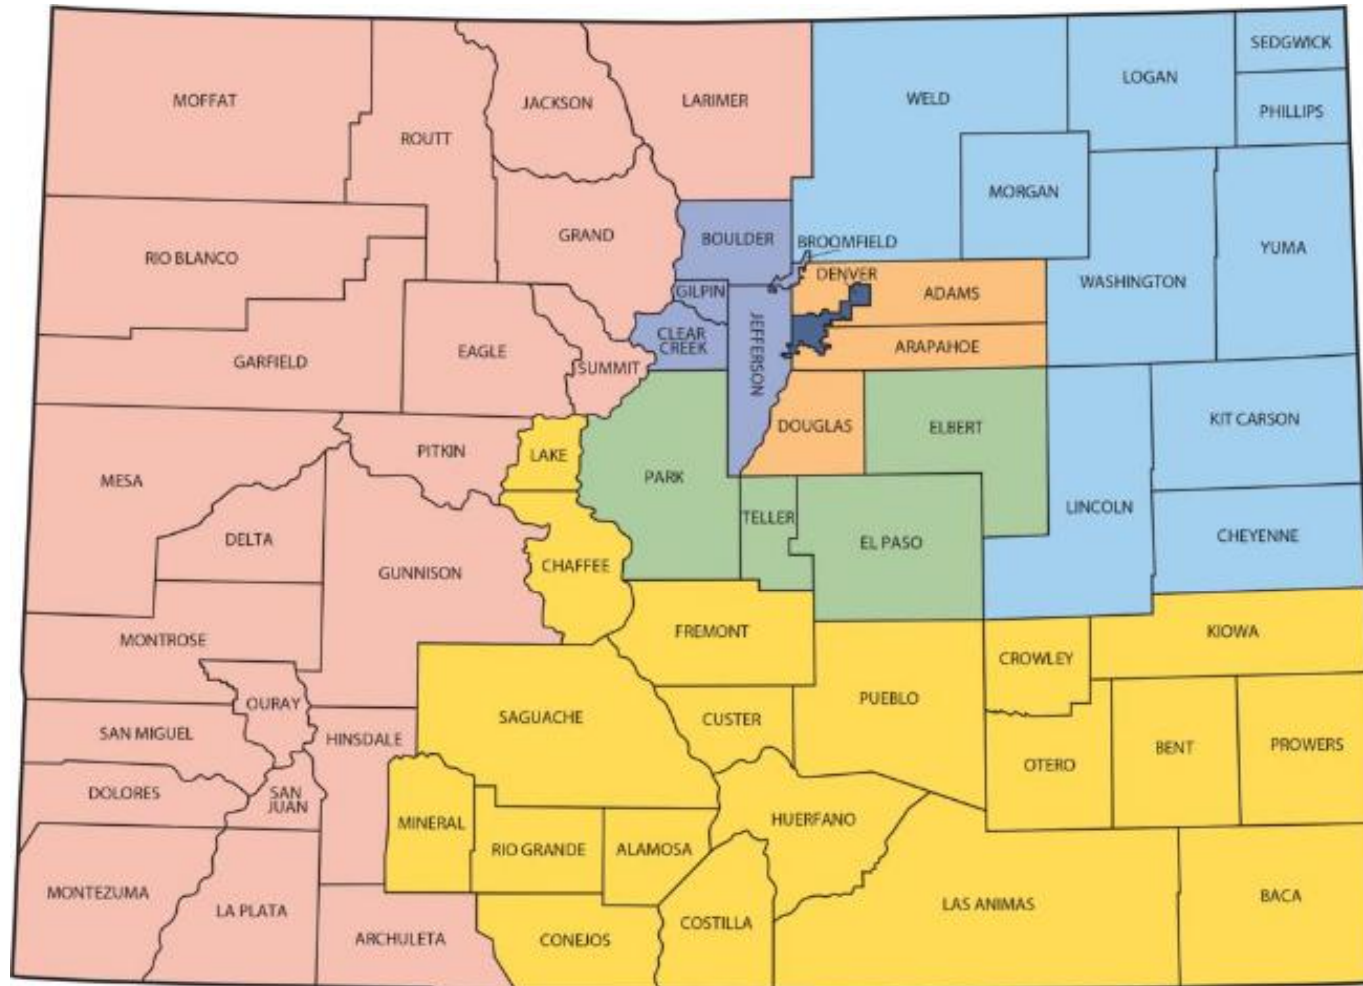 SEDGWICK
LOGAN
MOFFAT
JACKSON
LARIMER
WELD
PHILLIPS
ROUTT
MORGAN
GRAND
BOULDER
BROOMFIELD
YUMA
RIO BLANCO
DENVER
WASHINGTON
GILPIN
ADAMS
JEFFERSON
CLEAR
CREEK
ARAPAHOE
EAGLE
GARFIELD
SUMMIT
KIT CARSON
DOUGLAS
ELBERT
PITKIN
LAKE
MESA
PARK
LINCOLN
TELLER
DELTA
EL PASO
CHEYENNE
CHAFFEE
GUNNISON
FREMONT
KIOWA
MONTROSE
CROWLEY
OURAY
PUEBLO
SAGUACHE
CUSTER
SAN MIGUEL
HINSDALE
BENT
PROWERS
OTERO
DOLORES
SAN
JUAN
MINERAL
HUERFANO
RIO GRANDE
ALAMOSA
MONTEZUMA
BACA
LAS ANIMAS
LA PLATA
COSTILLA
ARCHULETA
CONEJOS